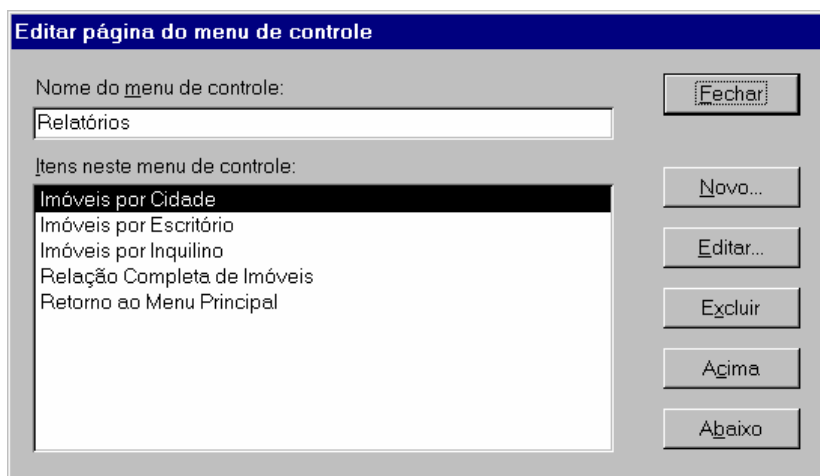 Editar página do menu de controle
Nome do menu de controle:
Relatórios
Itens neste menu de controle:
Imóveis por Cidade
Imóveis por Escritório
Imóveis por Inquilino
Relação Completa de Imóveis
Retorno ao Menu Principal
Fechar
Novo...
Editar...
Excluir
Acima
Abaixo